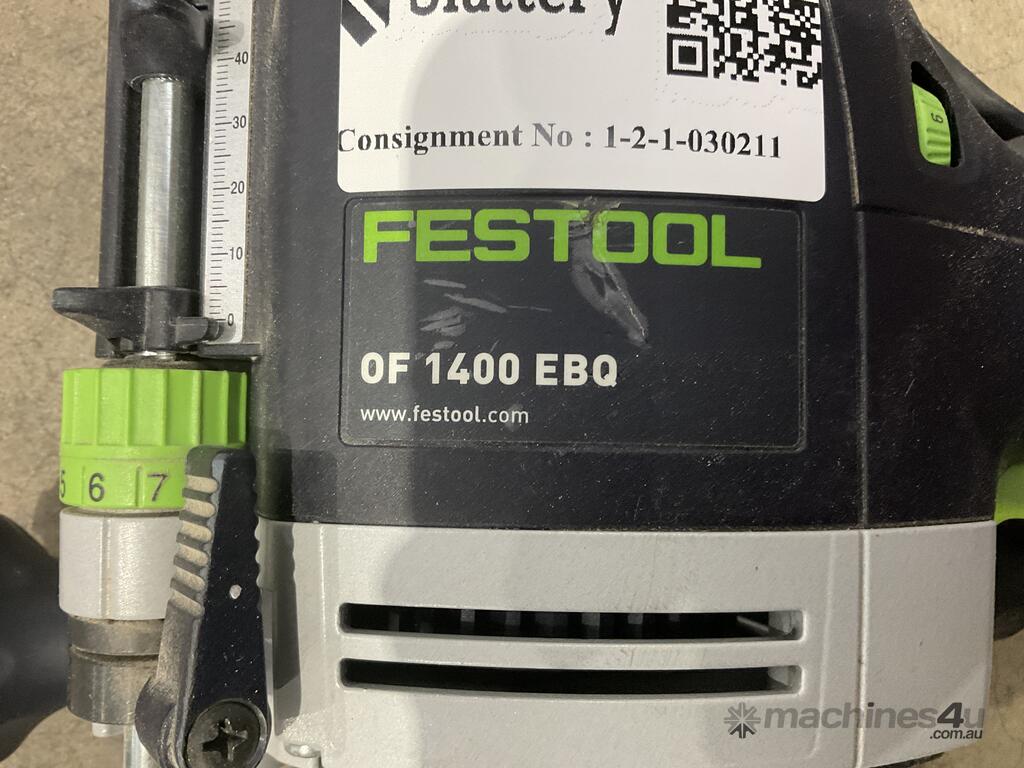 slattery
Consignment No : 1-2-1-030211
FESTOOL
OF 1400 EBQ
www.festool.com
40
30
20
10
0
5 6 7
6
machines4u
.com.au